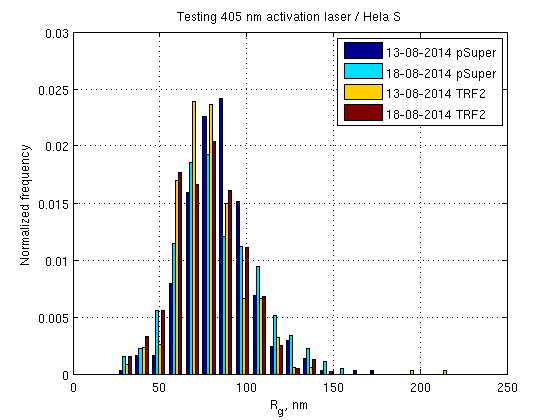 Testing 405 nm activation laser / Hela S
0.03
0.025
0.02
0.015
0.01
0.005
0
Normalized frequency
13-08-2014 pSuper
18-08-2014 pSuper
13-08-2014 TRF2
18-08-2014 TRF2
0 50 100 150 200 250
Rg, nm